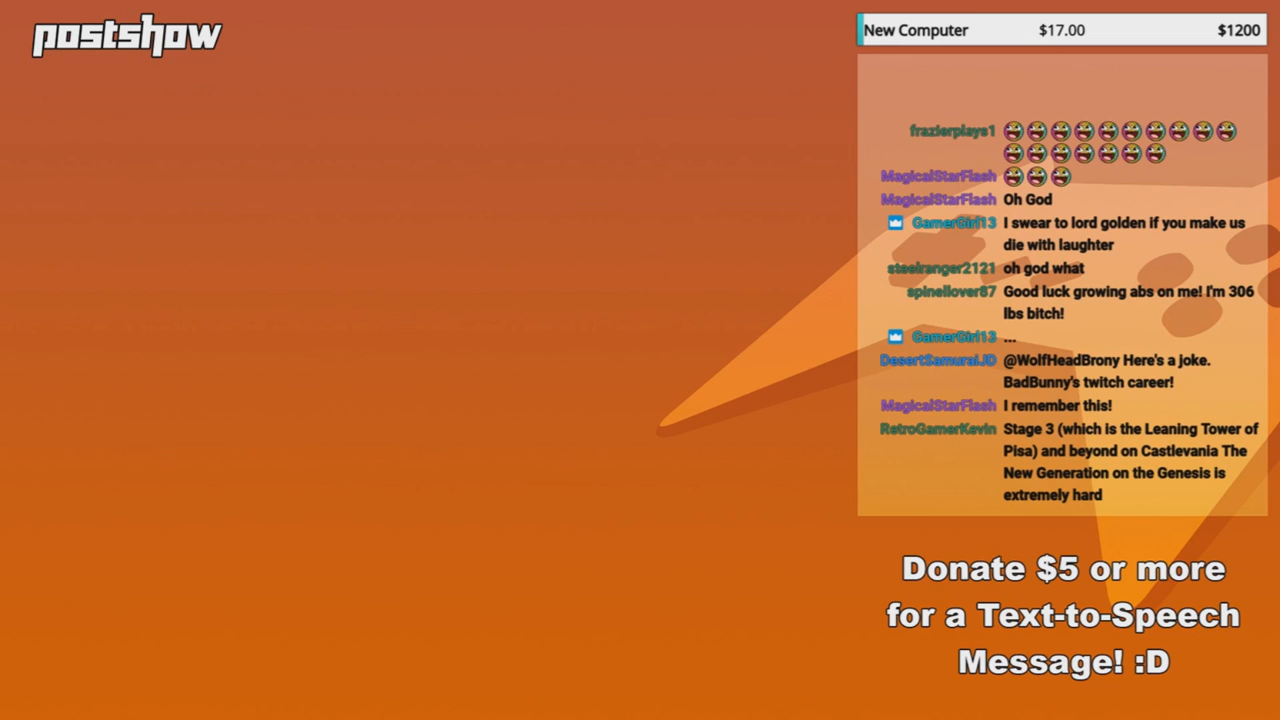 postshow
New Computer $17.00 $1200
frazierplays1
MagicalStarFlash
MagicalStarFlash Oh God
GamerGirl13 I swear to lord golden if you make us
die with laughter
steelranger2121 oh god what
spinellover87 Good luck growing abs on me! I'm 306
lbs bitch!
GamerGirl13 ...
DesertSamuraiJD @WolfHeadBrony Here's a joke.
BadBunny's twitch career!
MagicalStarFlash I remember this!
RetroGamerKevin Stage 3 (which is the Leaning Tower of
Pisa) and beyond on Castlevania The
New Generation on the Genesis is
extremely hard
Donate $5 or more
for a Text-to-Speech
Message! :D